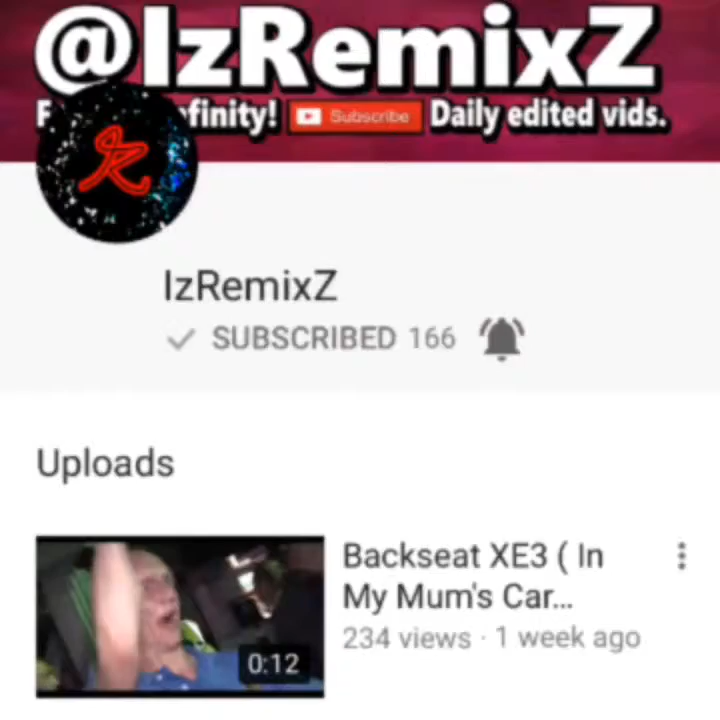 @IzRemixZ
finity! Subscribe Daily edited vids.
IzRemixZ
SUBSCRIBED 166
Uploads
Backseat XE3 ( In
My Mum's Car...
234 views · 1 week ago
0:12